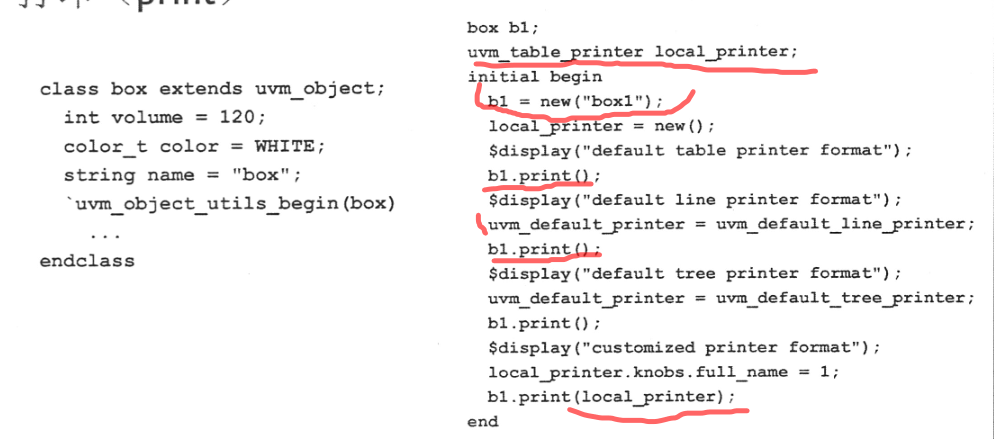 class box extends uvm_object;
int volume = 120;
color_t color = WHITE;
string name = "box";
`uvm_object_utils_begin(box)
...
endclass
box b1;
uvm_table_printer local_printer;
initial begin
b1 = new("box1");
local_printer = new();
$display("default table printer format");
b1.print();
$display("default line printer format");
uvm_default_printer = uvm_default_line_printer;
b1.print();
$display("default tree printer format");
uvm_default_printer = uvm_default_tree_printer;
b1.print();
$display("customized printer format");
local_printer.knobs.full_name = 1;
b1.print(local_printer);
end